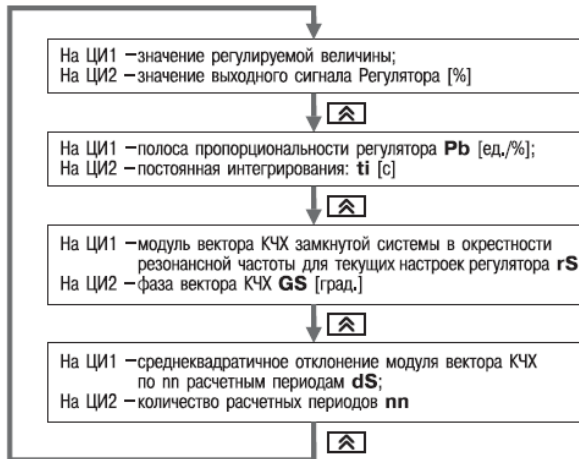 На ЦИ1 –значение регулируемой величины;
На ЦИ2 –значение выходного сигнала Регулятора [%]
На ЦИ1 –полоса пропорциональности регулятора Pb [ед./%];
На ЦИ2 –постоянная интегрирования: ti [с]
На ЦИ1 –модуль вектора КЧХ замкнутой системы в окрестности
резонансной частоты для текущих настроек регулятора rS
На ЦИ2 –фаза вектора КЧХ GS [град.]
На ЦИ1 –среднеквадратичное отклонение модуля вектора КЧХ
по nn расчетным периодам dS;
На ЦИ2 –количество расчетных периодов nn